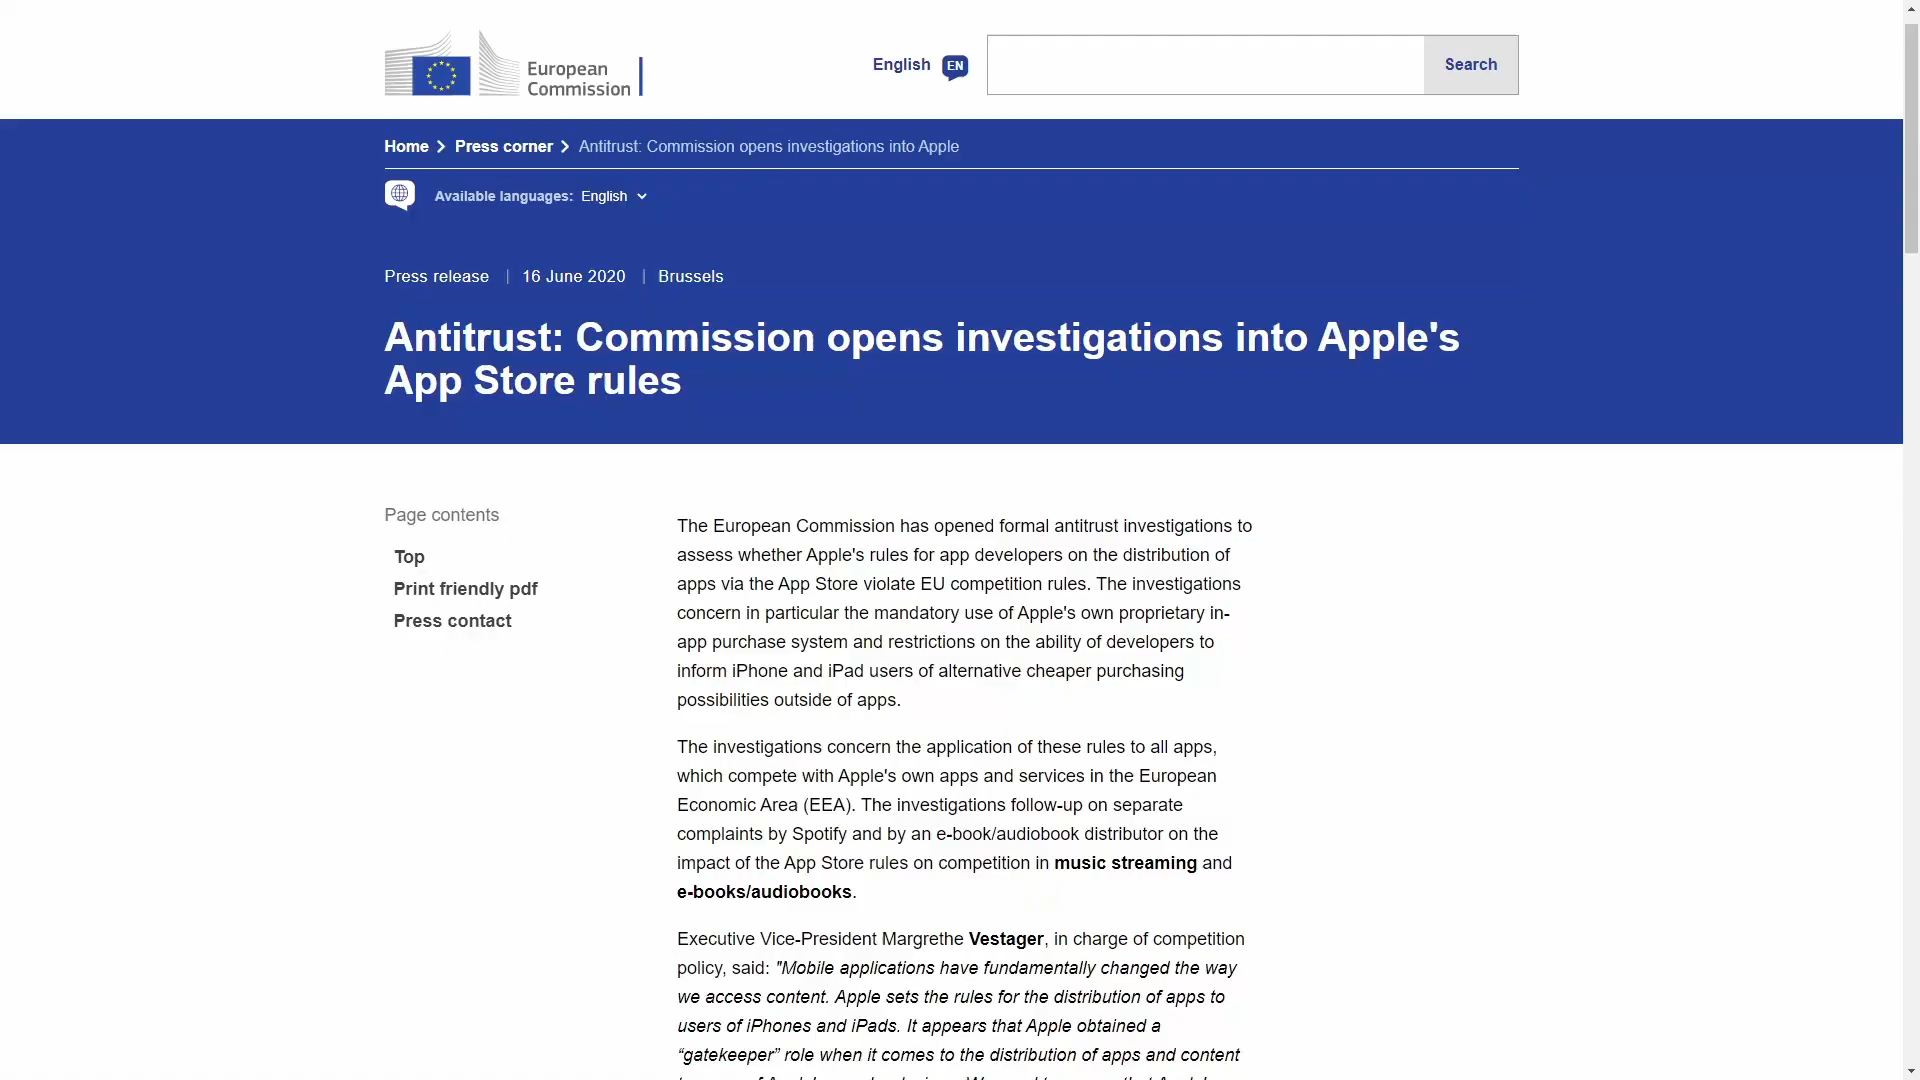 European
Commission
English EN
Search
Home > Press corner > Antitrust: Commission opens investigations into Apple
Available languages: English
Press release | 16 June 2020 | Brussels
Antitrust: Commission opens investigations into Apple's
App Store rules
Page contents
Top
Print friendly pdf
Press contact
The European Commission has opened formal antitrust investigations to
assess whether Apple's rules for app developers on the distribution of
apps via the App Store violate EU competition rules. The investigations
concern in particular the mandatory use of Apple's own proprietary in-
app purchase system and restrictions on the ability of developers to
inform iPhone and iPad users of alternative cheaper purchasing
possibilities outside of apps.
The investigations concern the application of these rules to all apps,
which compete with Apple's own apps and services in the European
Economic Area (EEA). The investigations follow-up on separate
complaints by Spotify and by an e-book/audiobook distributor on the
impact of the App Store rules on competition in music streaming and
e-books/audiobooks.
Executive Vice-President Margrethe Vestager, in charge of competition
policy, said: "Mobile applications have fundamentally changed the way
we access content. Apple sets the rules for the distribution of apps to
users of iPhones and iPads. It appears that Apple obtained a
“gatekeeper” role when it comes to the distribution of apps and content